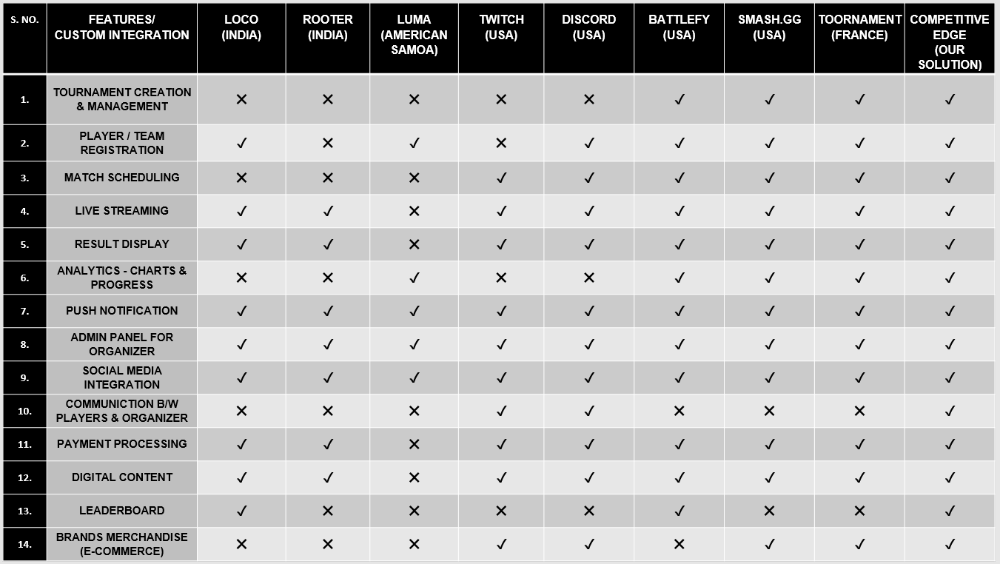 S. NO. FEATURES/ CUSTOM INTEGRATION LOCO (INDIA) ROOTER (INDIA) LUMA (AMERICAN SAMOA) TWITCH (USA) DISCORD (USA) BATTLEFY (USA) SMASH.GG (USA) TOORNAMENT (FRANCE) COMPETITIVE EDGE (OUR SOLUTION)
1. TOURNAMENT CREATION & MANAGEMENT ✕ ✕ ✕ ✕ ✕ ✓ ✓ ✓ ✓
2. PLAYER / TEAM REGISTRATION ✓ ✕ ✓ ✕ ✓ ✓ ✓ ✓ ✓
3. MATCH SCHEDULING ✕ ✕ ✕ ✓ ✓ ✓ ✓ ✓ ✓
4. LIVE STREAMING ✓ ✓ ✕ ✓ ✓ ✓ ✓ ✓ ✓
5. RESULT DISPLAY ✓ ✓ ✕ ✓ ✓ ✓ ✓ ✓ ✓
6. ANALYTICS - CHARTS & PROGRESS ✕ ✕ ✓ ✕ ✕ ✓ ✓ ✓ ✓
7. PUSH NOTIFICATION ✓ ✓ ✓ ✓ ✓ ✓ ✓ ✓ ✓
8. ADMIN PANEL FOR ORGANIZER ✓ ✓ ✓ ✓ ✓ ✓ ✓ ✓ ✓
9. SOCIAL MEDIA INTEGRATION ✓ ✓ ✓ ✓ ✓ ✓ ✓ ✓ ✓
10. COMMUNICTION B/W PLAYERS & ORGANIZER ✕ ✕ ✕ ✓ ✓ ✕ ✕ ✕ ✓
11. PAYMENT PROCESSING ✓ ✓ ✕ ✓ ✓ ✓ ✓ ✓ ✓
12. DIGITAL CONTENT ✓ ✓ ✕ ✓ ✓ ✓ ✓ ✓ ✓
13. LEADERBOARD ✓ ✕ ✕ ✕ ✕ ✓ ✕ ✕ ✓
14. BRANDS MERCHANDISE (E-COMMERCE) ✕ ✕ ✕ ✓ ✓ ✕ ✓ ✓ ✓